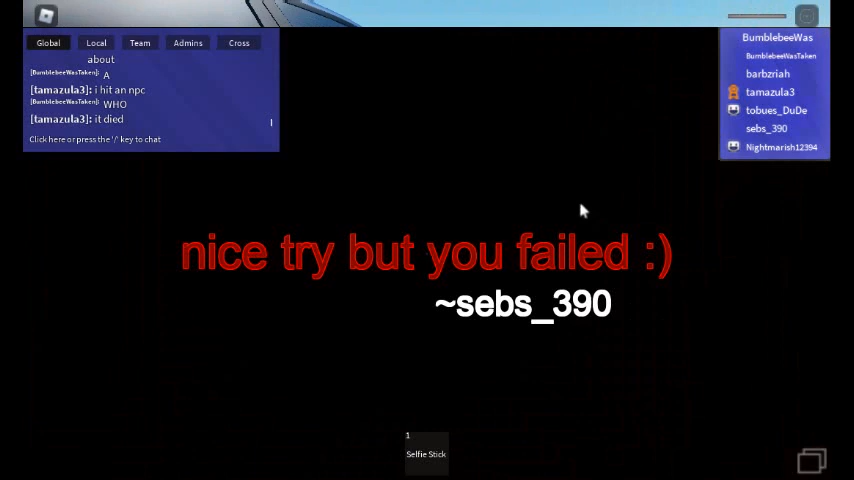 Global Local Team Admins Cross
about
[BumblebeeWasTaken]: A
[tamazula3]: i hit an npc
[BumblebeeWasTaken]: WHO
[tamazula3]: it died
Click here or press the '/' key to chat
BumblebeeWas
BumblebeeWasTaken
barbzriah
tamazula3
tobues_DuDe
sebs_390
Nightmarish12394
nice try but you failed :)
~sebs_390
1
Selfie Stick